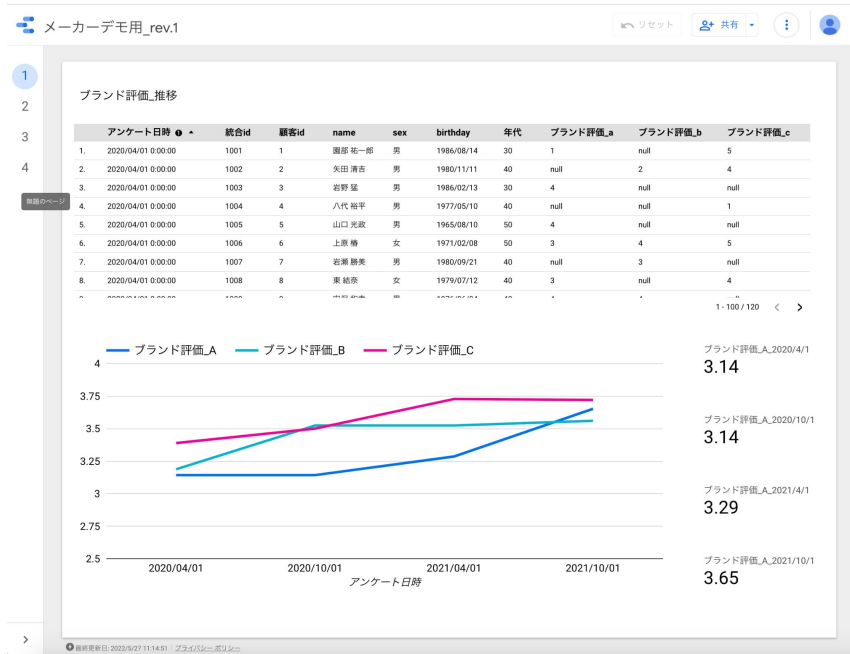 メーカーデモ用_rev.1
リセット
共有
1
2
3
4
無題のページ
ブランド評価_推移
アンケート日時 統合id 顧客id name sex birthday 年代 ブランド評価_a ブランド評価_b ブランド評価_c
1. 2020/04/01 0:00:00 1001 1 園部 祐一郎 男 1986/08/14 30 1 null 5
2. 2020/04/01 0:00:00 1002 2 矢田 清吉 男 1980/11/11 40 null 2 4
3. 2020/04/01 0:00:00 1003 3 岩野 猛 男 1986/02/13 30 4 null null
4. 2020/04/01 0:00:00 1004 4 八代 裕平 男 1977/05/10 40 null null 1
5. 2020/04/01 0:00:00 1005 5 山口 光政 男 1965/08/10 50 4 null null
6. 2020/04/01 0:00:00 1006 6 上原 椿 女 1971/02/08 50 3 4 5
7. 2020/04/01 0:00:00 1007 7 岩瀬 勝美 男 1980/09/21 40 null 3 null
8. 2020/04/01 0:00:00 1008 8 東 結奈 女 1979/07/12 40 3 null 4
1 - 100 / 120
ブランド評価_A ブランド評価_B ブランド評価_C
4
3.75
3.5
3.25
3
2.75
2.5
2020/04/01 2020/10/01 2021/04/01 2021/10/01
アンケート日時
ブランド評価_A_2020/4/1
3.14
ブランド評価_A_2020/10/1
3.14
ブランド評価_A_2021/4/1
3.29
ブランド評価_A_2021/10/1
3.65
最終更新日: 2022/5/27 11:14:51 プライバシー ポリシー